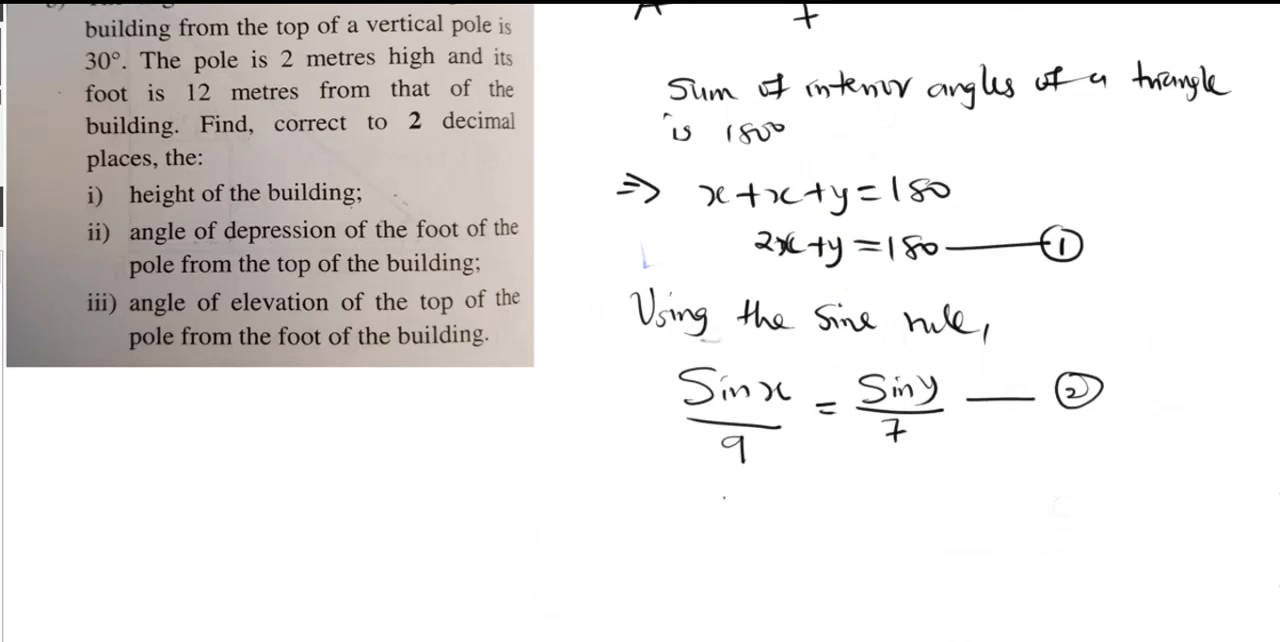 building from the top of a vertical pole is
30°. The pole is 2 metres high and its
foot is 12 metres from that of the
building. Find, correct to 2 decimal
places, the:
i) height of the building;
ii) angle of depression of the foot of the
pole from the top of the building;
iii) angle of elevation of the top of the
pole from the foot of the building.
A 7
Sum of interior angles of a triangle
is 180°
⇒ x+x+y=180
2x+y=180 — ①
Using the sine rule,
Sin x / 9 = Sin y / 7 — ②